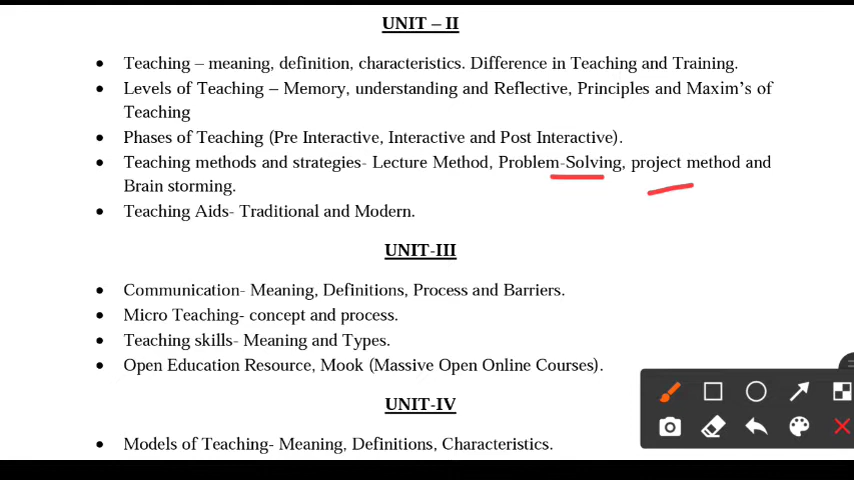 UNIT – II
• Teaching – meaning, definition, characteristics. Difference in Teaching and Training.
• Levels of Teaching – Memory, understanding and Reflective, Principles and Maxim's of
Teaching
• Phases of Teaching (Pre Interactive, Interactive and Post Interactive).
• Teaching methods and strategies- Lecture Method, Problem-Solving, project method and
Brain storming.
• Teaching Aids- Traditional and Modern.
UNIT-III
• Communication- Meaning, Definitions, Process and Barriers.
• Micro Teaching- concept and process.
• Teaching skills- Meaning and Types.
• Open Education Resource, Mook (Massive Open Online Courses).
UNIT-IV
• Models of Teaching- Meaning, Definitions, Characteristics.